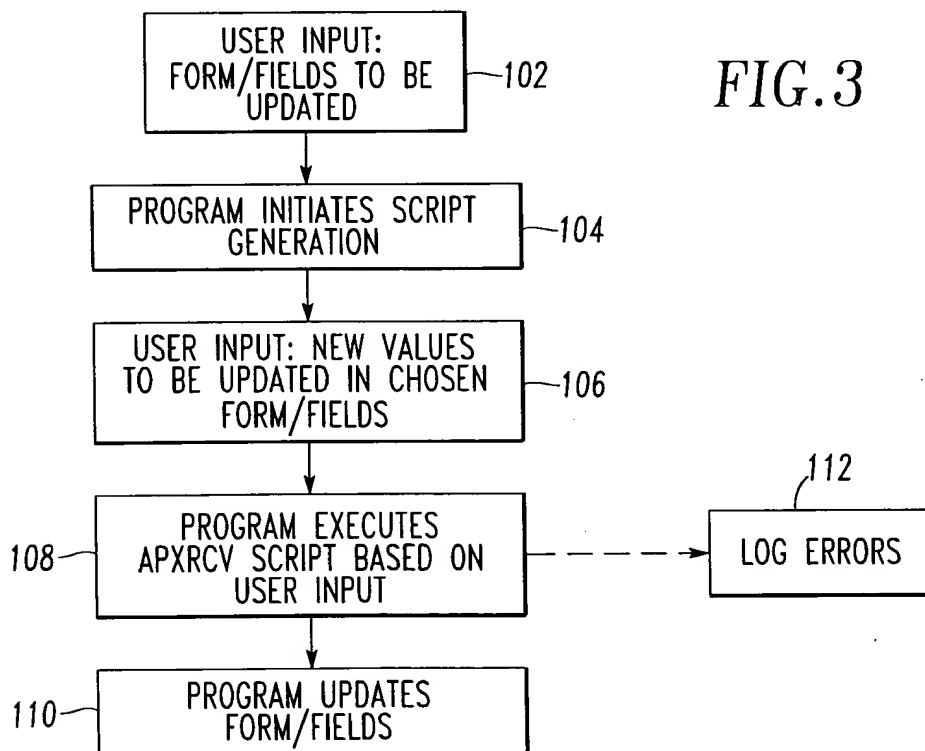 USER INPUT:
FORM/FIELDS TO BE
UPDATED
102
FIG.3
PROGRAM INITIATES SCRIPT
GENERATION
104
USER INPUT: NEW VALUES
TO BE UPDATED IN CHOSEN
FORM/FIELDS
106
108
PROGRAM EXECUTES
APXRCV SCRIPT BASED ON
USER INPUT
112
LOG ERRORS
110
PROGRAM UPDATES
FORM/FIELDS